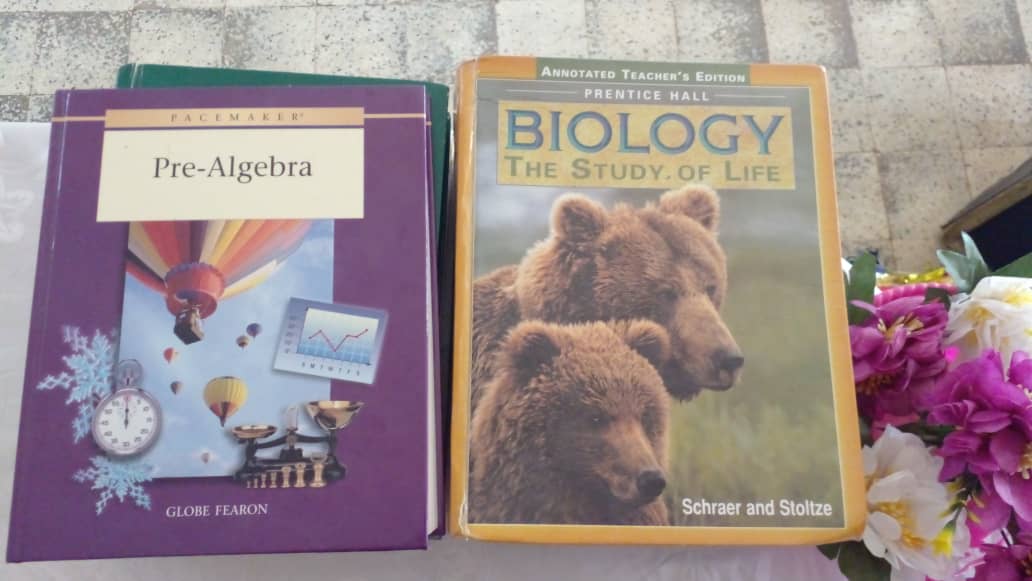 PACEMAKER®
Pre-Algebra
GLOBE FEARON
ANNOTATED TEACHER'S EDITION
PRENTICE HALL
BIOLOGY
THE STUDY OF LIFE
Schraer and Stoltze